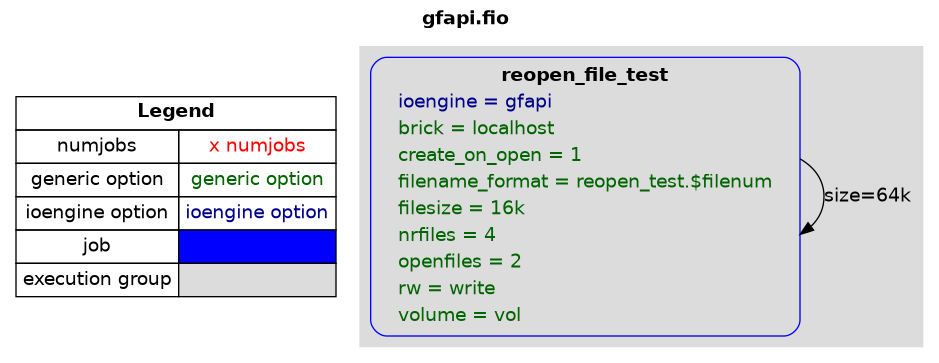 gfapi.fio
Legend
numjobs x numjobs
generic option generic option
ioengine option ioengine option
job
execution group
reopen_file_test
ioengine = gfapi
brick = localhost
create_on_open = 1
filename_format = reopen_test.$filenum
filesize = 16k
nrfiles = 4
openfiles = 2
rw = write
volume = vol
size=64k